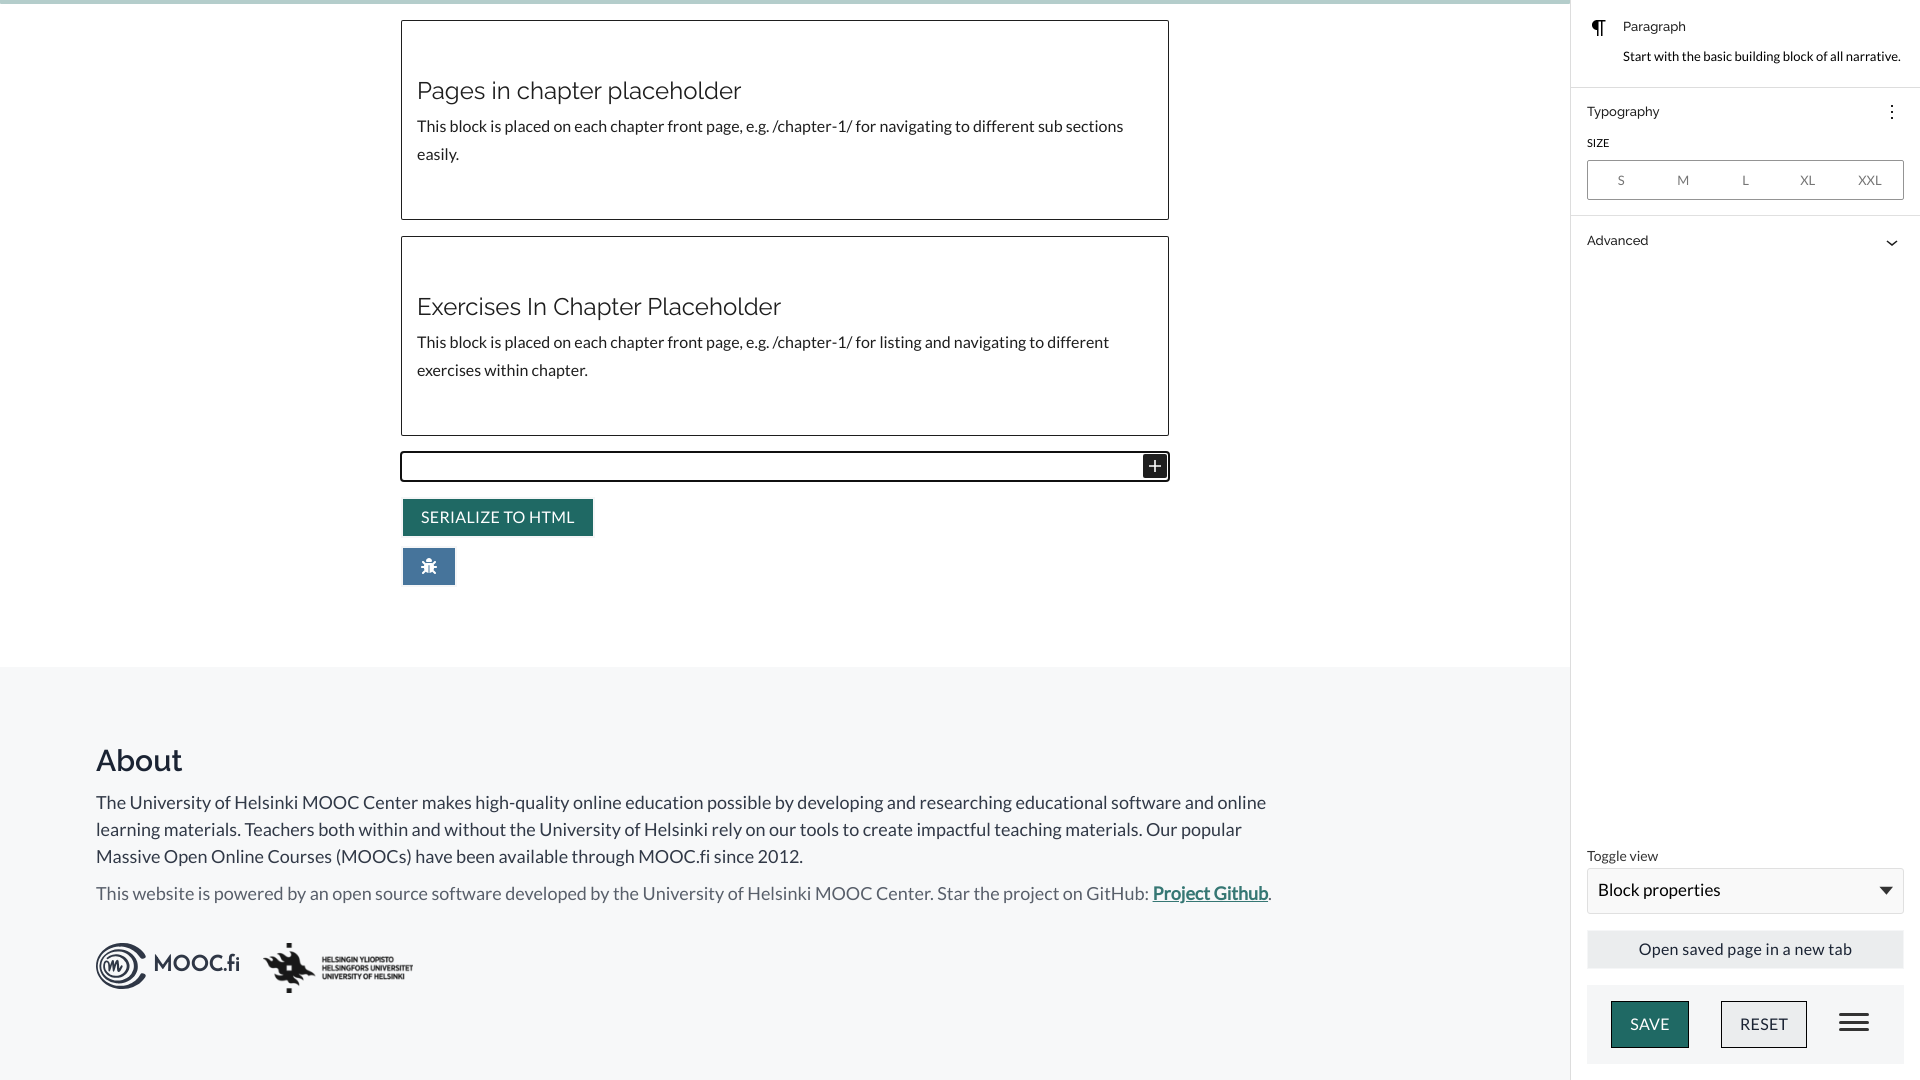 Pages in chapter placeholder
This block is placed on each chapter front page, e.g. /chapter-1/ for navigating to different sub sections
easily.
Exercises In Chapter Placeholder
This block is placed on each chapter front page, e.g. /chapter-1/ for listing and navigating to different
exercises within chapter.
SERIALIZE TO HTML
About
The University of Helsinki MOOC Center makes high-quality online education possible by developing and researching educational software and online
learning materials. Teachers both within and without the University of Helsinki rely on our tools to create impactful teaching materials. Our popular
Massive Open Online Courses (MOOCs) have been available through MOOC.fi since 2012.
This website is powered by an open source software developed by the University of Helsinki MOOC Center. Star the project on GitHub: Project Github.
MOOC.fi
HELSINGIN YLIOPISTO
HELSINGFORS UNIVERSITET
UNIVERSITY OF HELSINKI
Paragraph
Start with the basic building block of all narrative.
Typography
SIZE
S M L XL XXL
Advanced
Toggle view
Block properties
Open saved page in a new tab
SAVE RESET